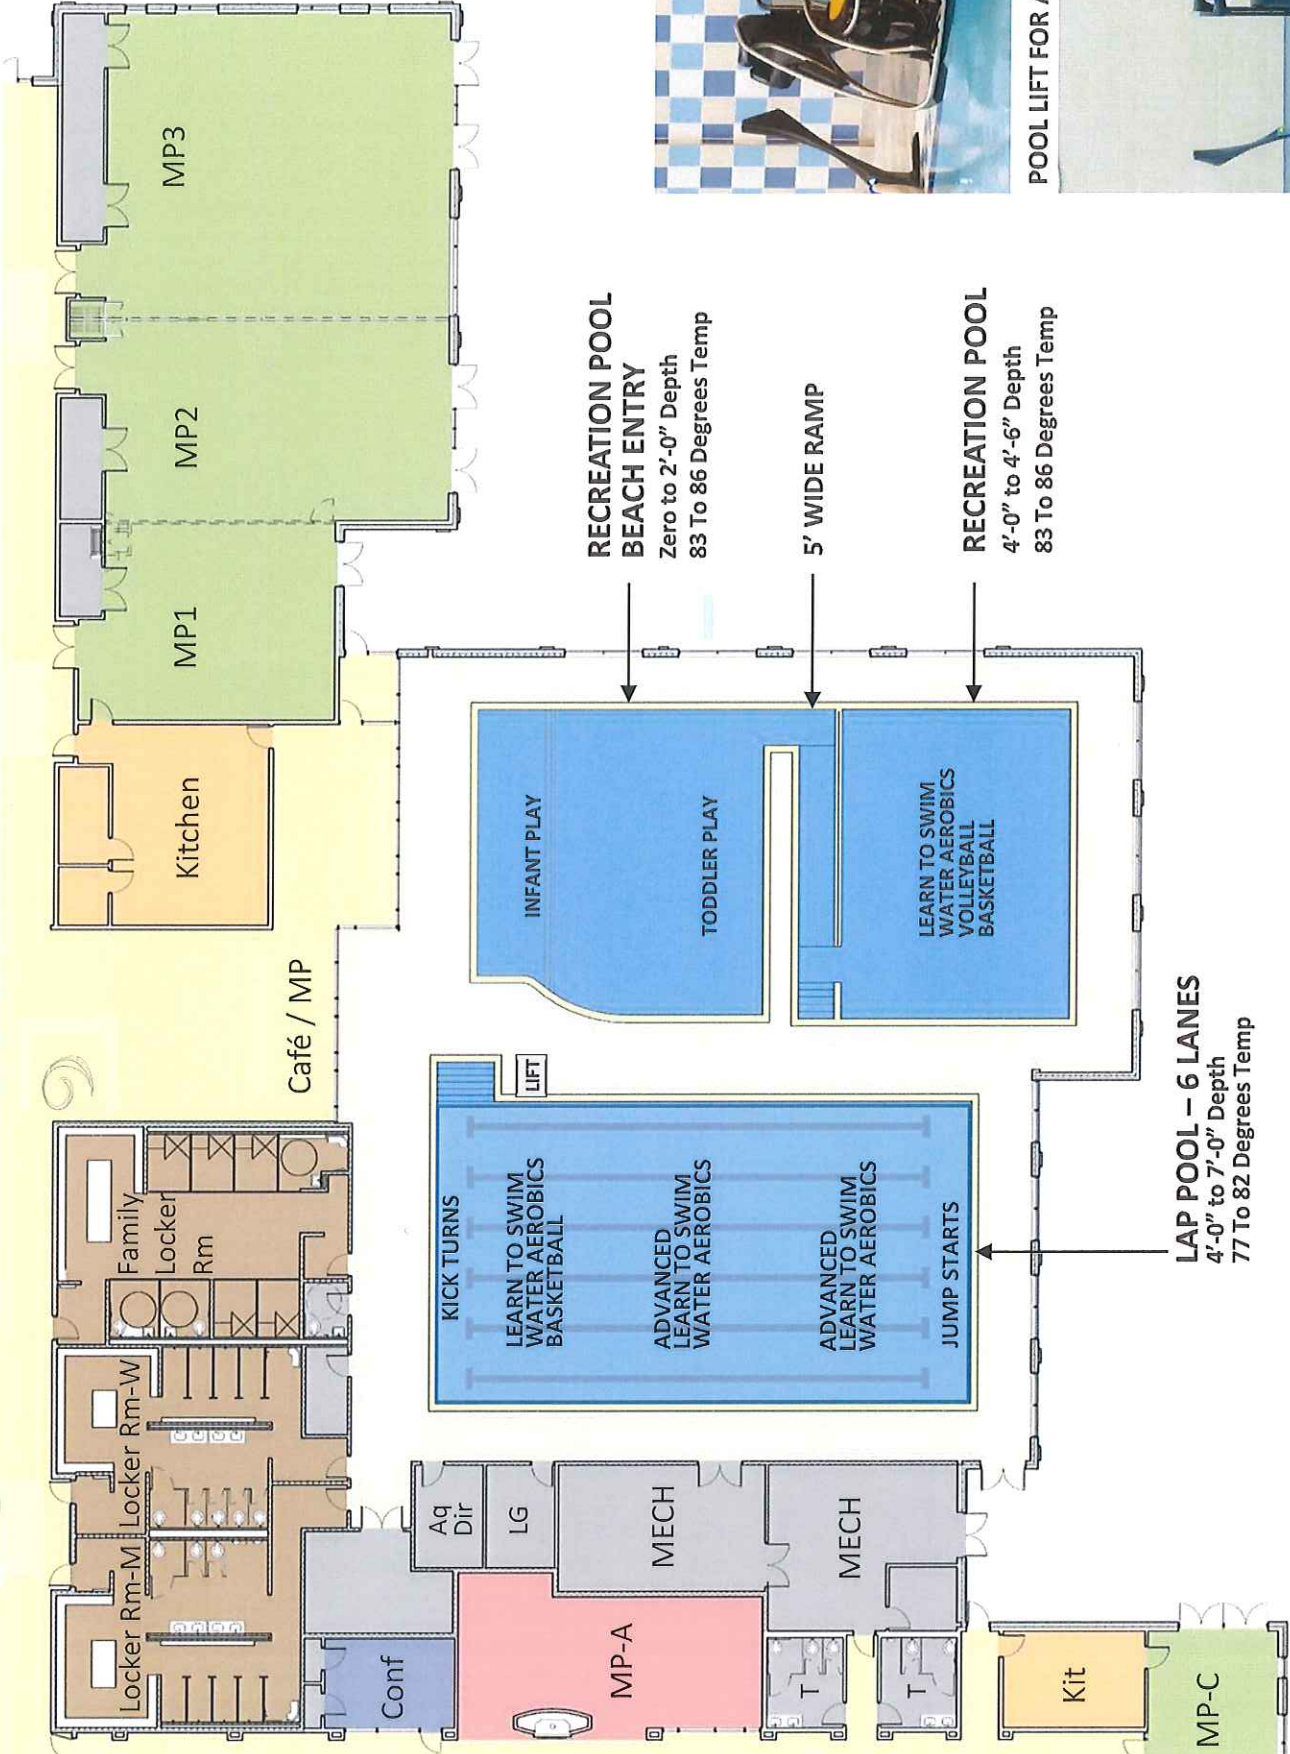 MP1
MP2
MP3
Kitchen
Café / MP
Family
Locker
Rm
Locker Rm-W
Locker Rm-M
Conf
Aq
Dir
LG
MECH
MECH
MP-A
T
T
Kit
MP-C
KICK TURNS
LEARN TO SWIM
WATER AEROBICS
BASKETBALL
ADVANCED
LEARN TO SWIM
WATER AEROBICS
ADVANCED
LEARN TO SWIM
WATER AEROBICS
JUMP STARTS
LIFT
INFANT PLAY
TODDLER PLAY
LEARN TO SWIM
WATER AEROBICS
VOLLEYBALL
BASKETBALL
RECREATION POOL
BEACH ENTRY
Zero to 2'-0" Depth
83 To 86 Degrees Temp
5' WIDE RAMP
RECREATION POOL
4'-0" to 4'-6" Depth
83 To 86 Degrees Temp
LAP POOL – 6 LANES
4'-0" to 7'-0" Depth
77 To 82 Degrees Temp
POOL LIFT FOR